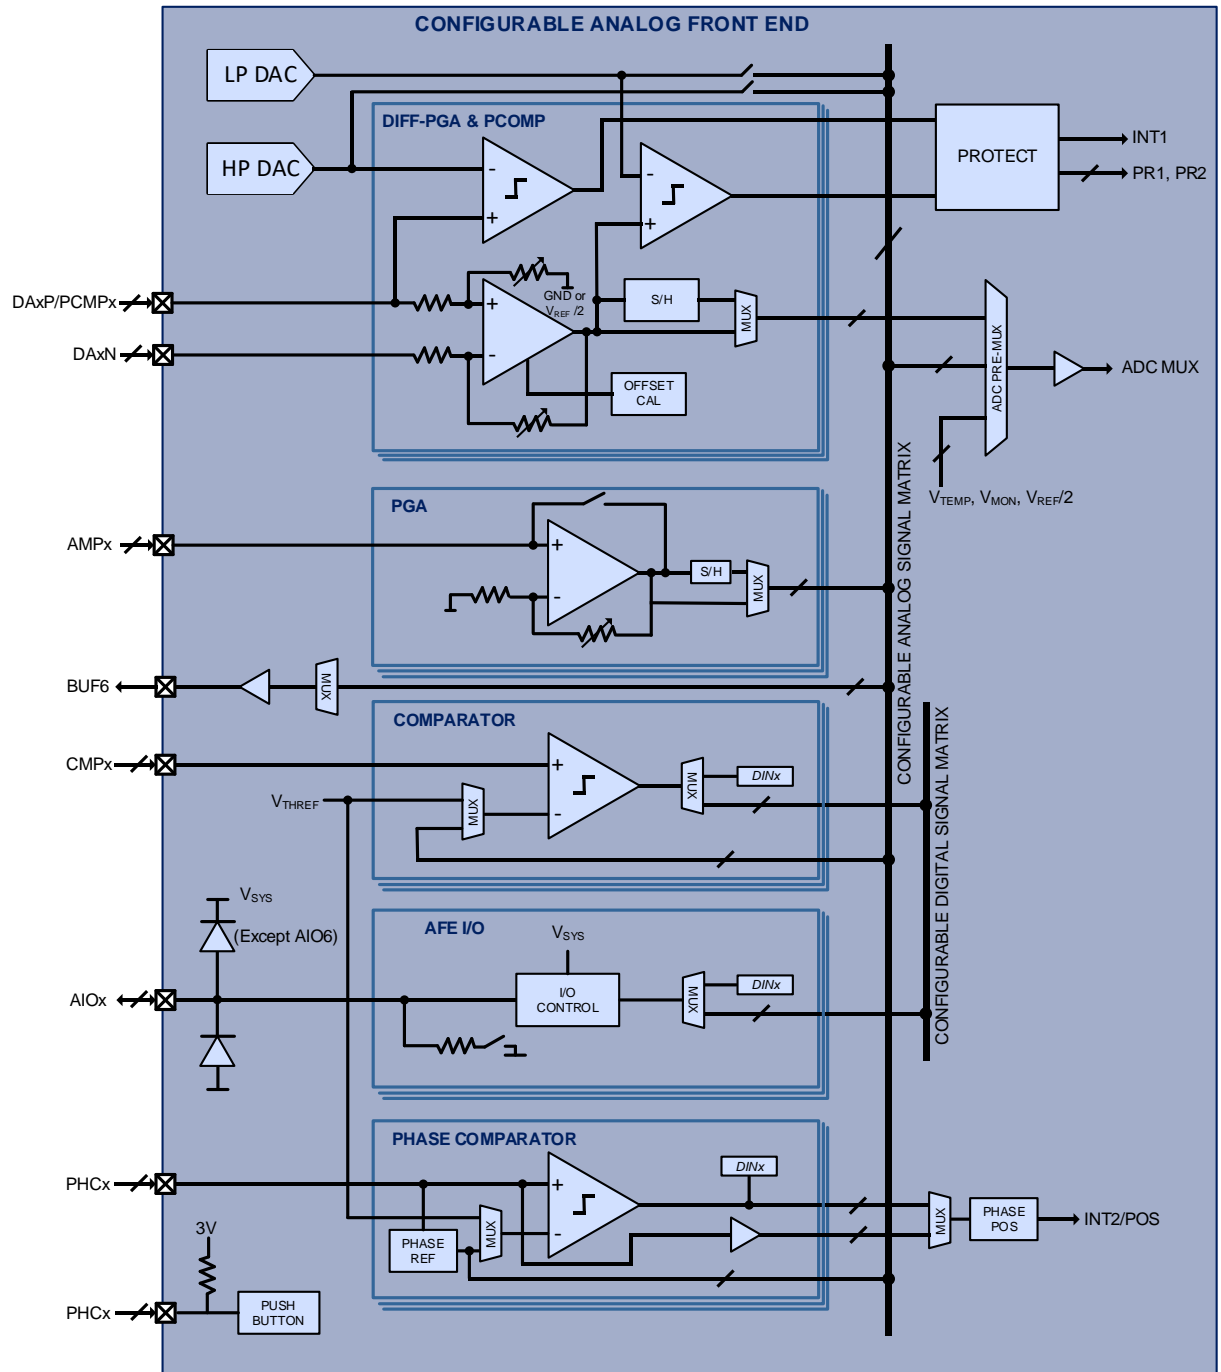 CONFIGURABLE ANALOG FRONT END
LP DAC
HP DAC
DIFF-PGA & PCOMP
-
+
-
+
PROTECT
INT1
PR1, PR2
DAxP/PCMPx
DAxN
+
-
GND or
VREF/2
S/H
MUX
OFFSET
CAL
ADC PRE-MUX
ADC MUX
VTEMP, VMON, VREF/2
CONFIGURABLE ANALOG SIGNAL MATRIX
PGA
AMPx
+
-
S/H
MUX
BUF6
MUX
COMPARATOR
CMPx
+
-
VTHREF
MUX
MUX
DINx
CONFIGURABLE DIGITAL SIGNAL MATRIX
AFE I/O
VSYS
(Except AIO6)
VSYS
AIOx
I/O
CONTROL
MUX
DINx
PHASE COMPARATOR
PHCx
+
-
PHASE
REF
MUX
DINx
MUX
PHASE
POS
INT2/POS
3V
PHCx
PUSH
BUTTON